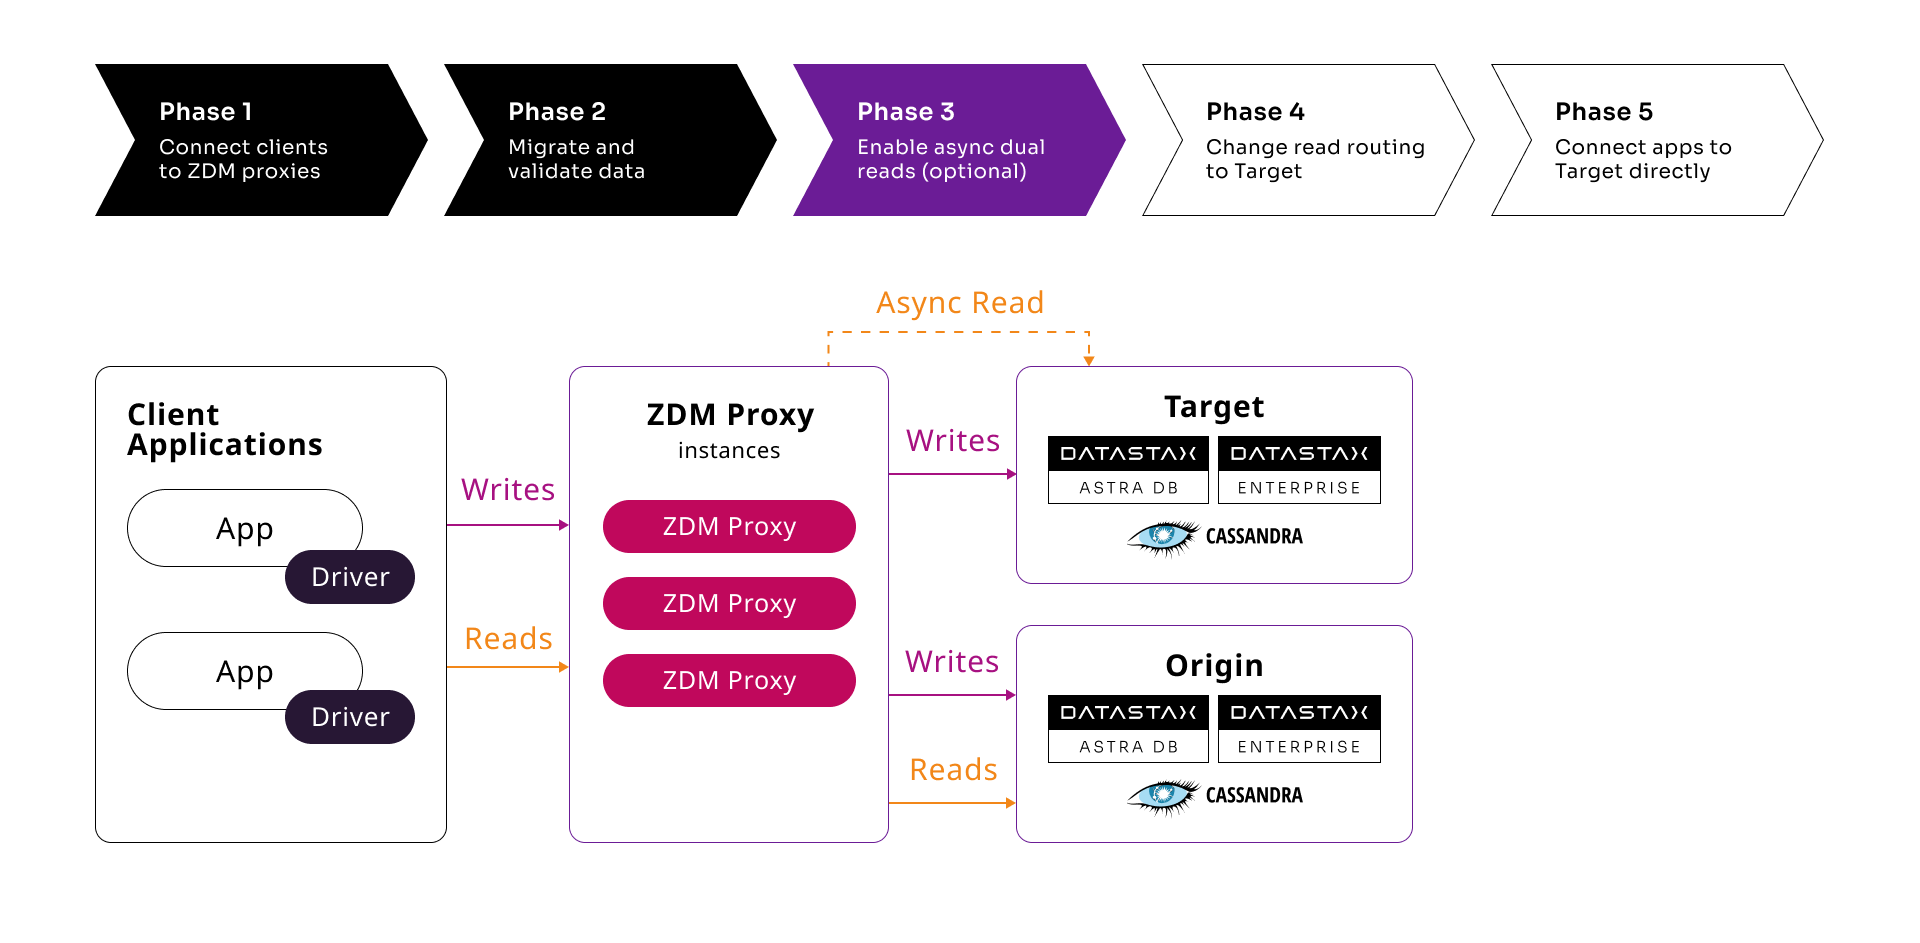 Phase 1
Connect clients
to ZDM proxies
Phase 2
Migrate and
validate data
Phase 3
Enable async dual
reads (optional)
Phase 4
Change read routing
to Target
Phase 5
Connect apps to
Target directly
Async Read
Client
Applications
App
Driver
App
Driver
Writes
Reads
ZDM Proxy
instances
ZDM Proxy
ZDM Proxy
ZDM Proxy
Writes
Writes
Reads
Target
DATASTAX
ASTRA DB
DATASTAX
ENTERPRISE
CASSANDRA
Origin
DATASTAX
ASTRA DB
DATASTAX
ENTERPRISE
CASSANDRA